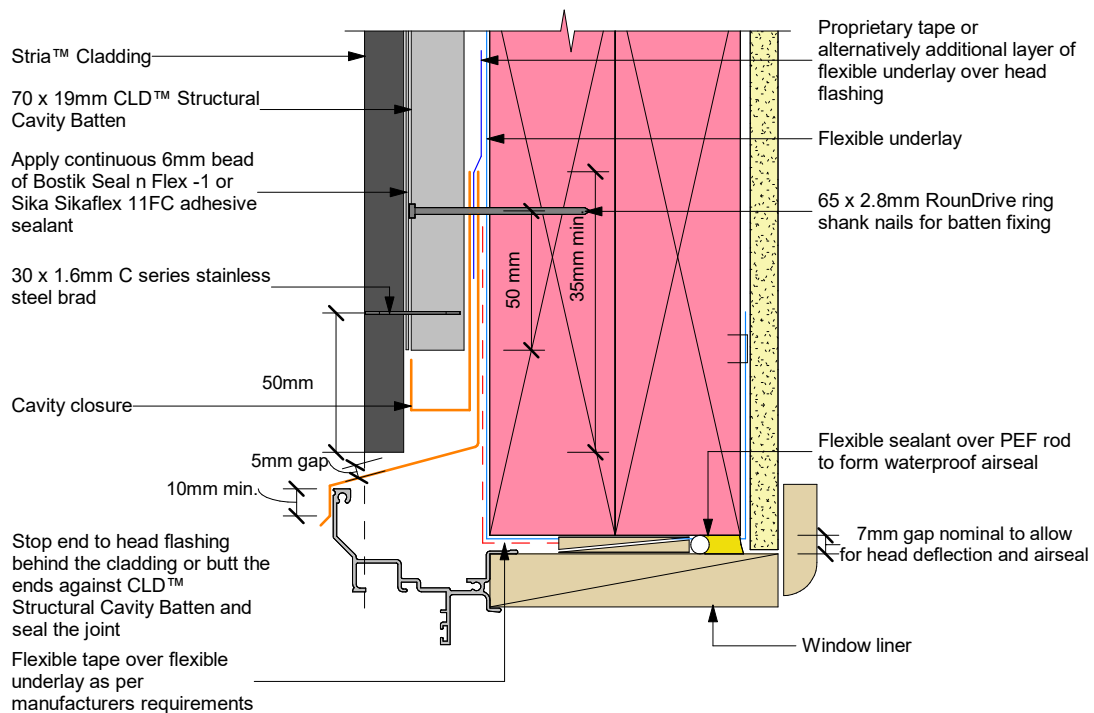 Stria™ Cladding
70 x 19mm CLD™ Structural
Cavity Batten
Apply continuous 6mm bead
of Bostik Seal n Flex -1 or
Sika Sikaflex 11FC adhesive
sealant
30 x 1.6mm C series stainless
steel brad
50mm
Cavity closure
5mm gap
10mm min.
Stop end to head flashing
behind the cladding or butt the
ends against CLD™
Structural Cavity Batten and
seal the joint
Flexible tape over flexible
underlay as per
manufacturers requirements
50 mm
35mm min.
Proprietary tape or
alternatively additional layer of
flexible underlay over head
flashing
Flexible underlay
65 x 2.8mm RounDrive ring
shank nails for batten fixing
Flexible sealant over PEF rod
to form waterproof airseal
7mm gap nominal to allow
for head deflection and airseal
Window liner